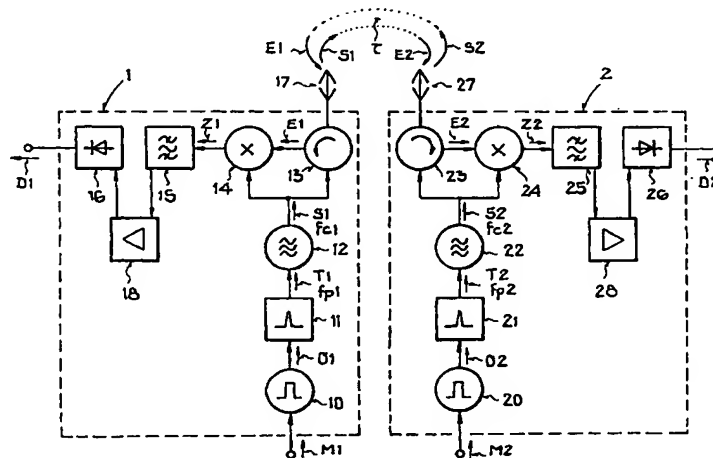 E1 S1 τ E2 S2
17 27
1 2
Z1 E1 E2 Z2
D1 16 15 14 13 23 24 25 26 D2
S1 S2
fc1 fc2
18 12 22 28
T1 T2
fp1 fp2
11 21
O1 O2
10 20
M1 M2